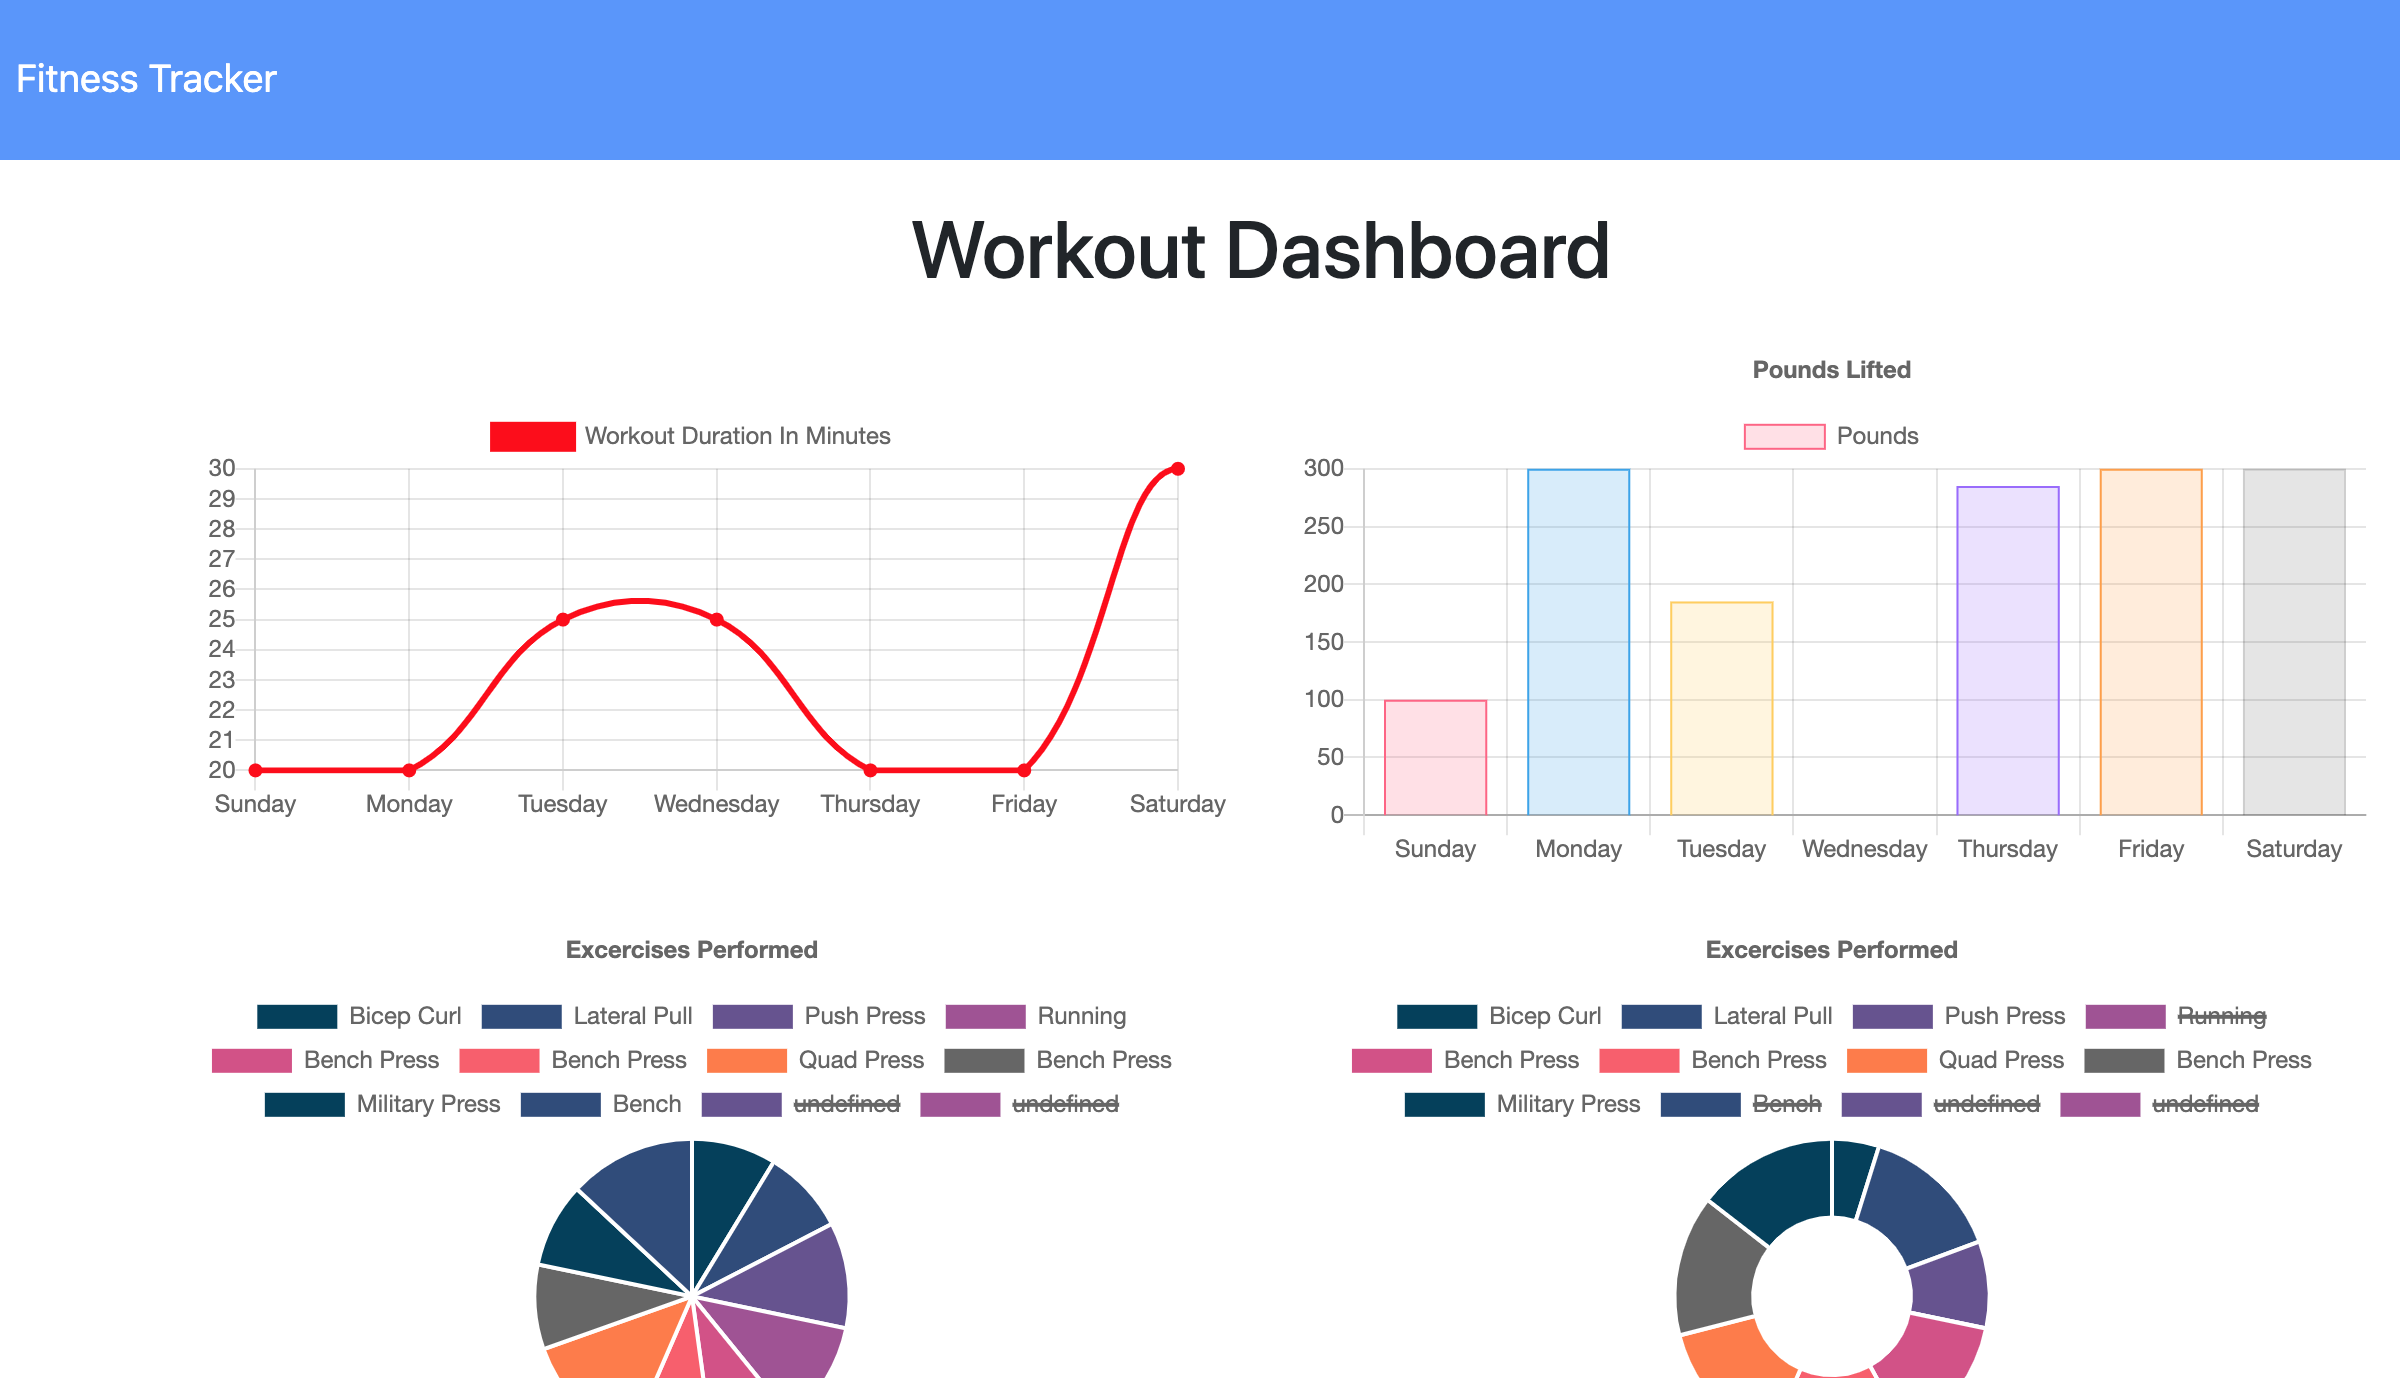 Fitness Tracker
Workout Dashboard
Workout Duration In Minutes
30
29
28
27
26
25
24
23
22
21
20
Sunday Monday Tuesday Wednesday Thursday Friday Saturday
Pounds Lifted
Pounds
300
250
200
150
100
50
0
Sunday Monday Tuesday Wednesday Thursday Friday Saturday
Excercises Performed
Bicep Curl Lateral Pull Push Press Running
Bench Press Bench Press Quad Press Bench Press
Military Press Bench undefined undefined
Excercises Performed
Bicep Curl Lateral Pull Push Press Running
Bench Press Bench Press Quad Press Bench Press
Military Press Bench undefined undefined